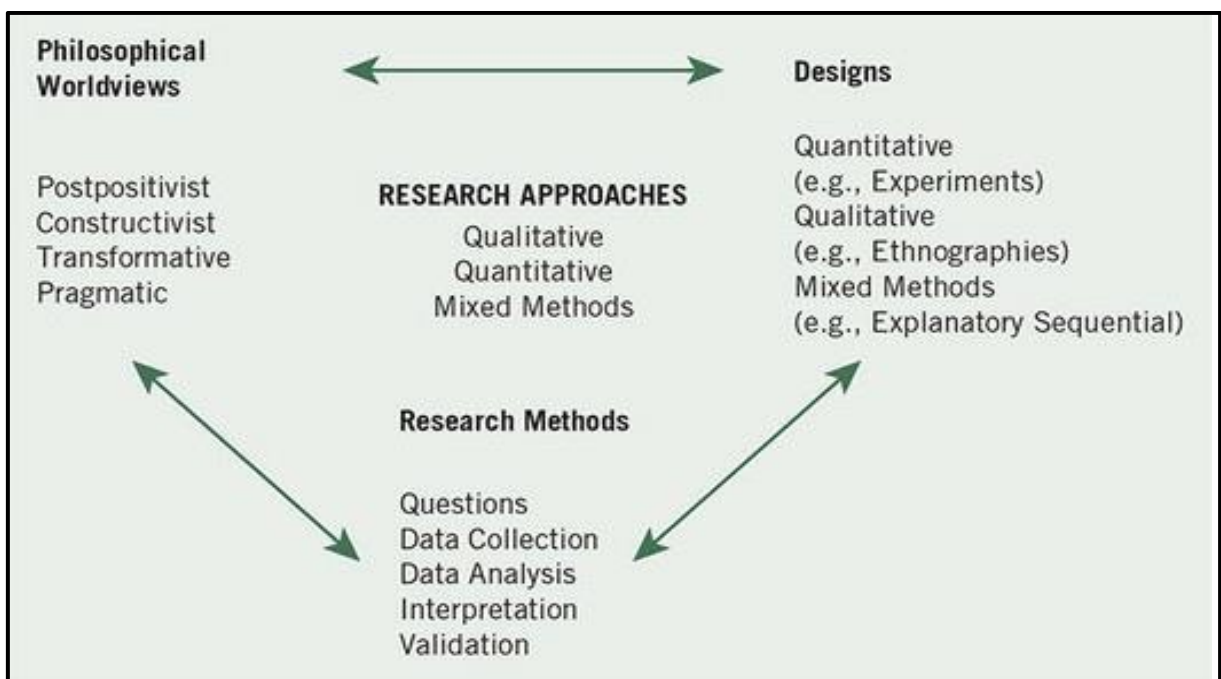 Philosophical
Worldviews
Postpositivist
Constructivist
Transformative
Pragmatic
RESEARCH APPROACHES
Qualitative
Quantitative
Mixed Methods
Designs
Quantitative
(e.g., Experiments)
Qualitative
(e.g., Ethnographies)
Mixed Methods
(e.g., Explanatory Sequential)
Research Methods
Questions
Data Collection
Data Analysis
Interpretation
Validation